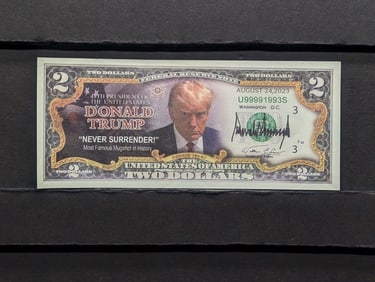 2 TWO DOLLARS FEDERAL RESERVE NOTE TWO DOLLARS 2
45TH PRESIDENT OF
THE UNITED STATES
DONALD
TRUMP
"NEVER SURRENDER!"
Most Famous Mugshot in History
AUGUST 24, 2023
U99991993S
WASHINGTON D.C.
3
3
THE
UNITED STATES OF AMERICA
2 TWO DOLLARS 2